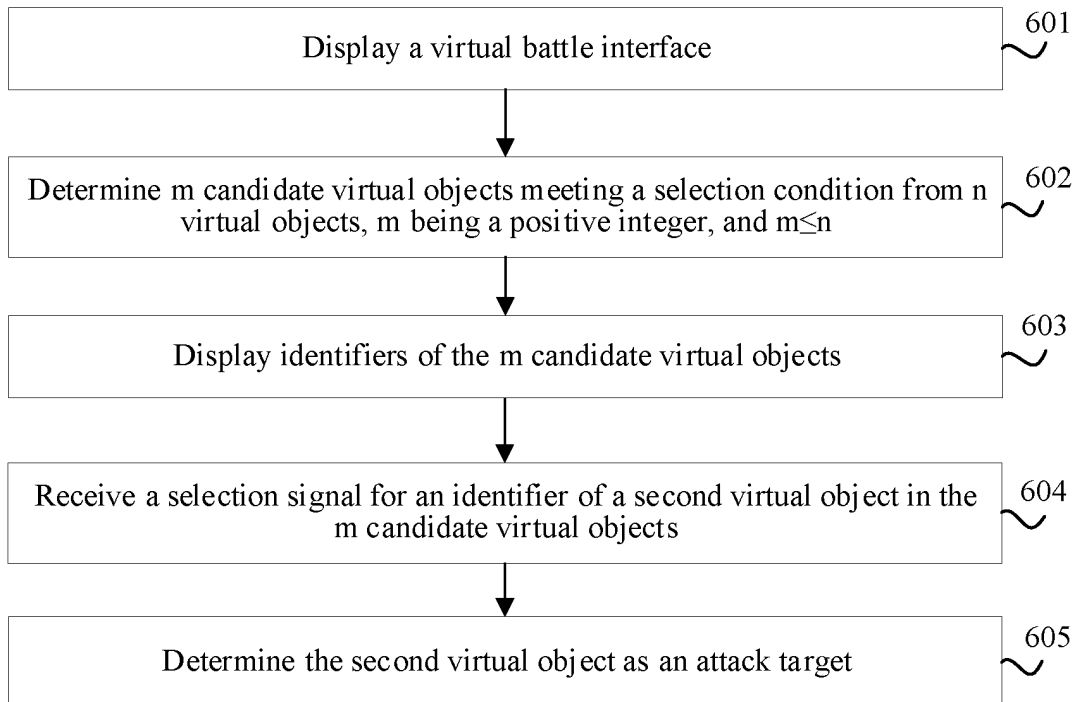 Display a virtual battle interface
601
Determine m candidate virtual objects meeting a selection condition from n
virtual objects, m being a positive integer, and m≤n
602
Display identifiers of the m candidate virtual objects
603
Receive a selection signal for an identifier of a second virtual object in the
m candidate virtual objects
604
Determine the second virtual object as an attack target
605